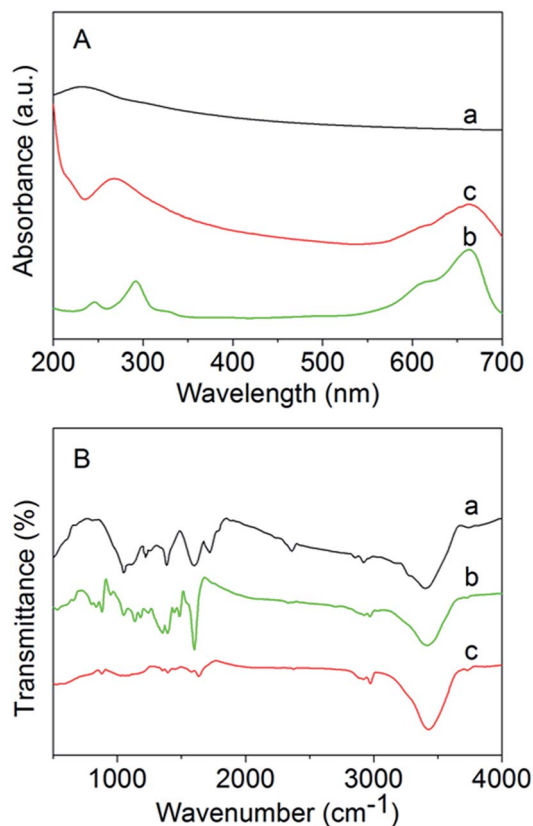 A
a
c
b
Absorbance (a.u.)
200 300 400 500 600 700
Wavelength (nm)
B
a
b
c
Transmittance (%)
1000 2000 3000 4000
Wavenumber (cm-1)